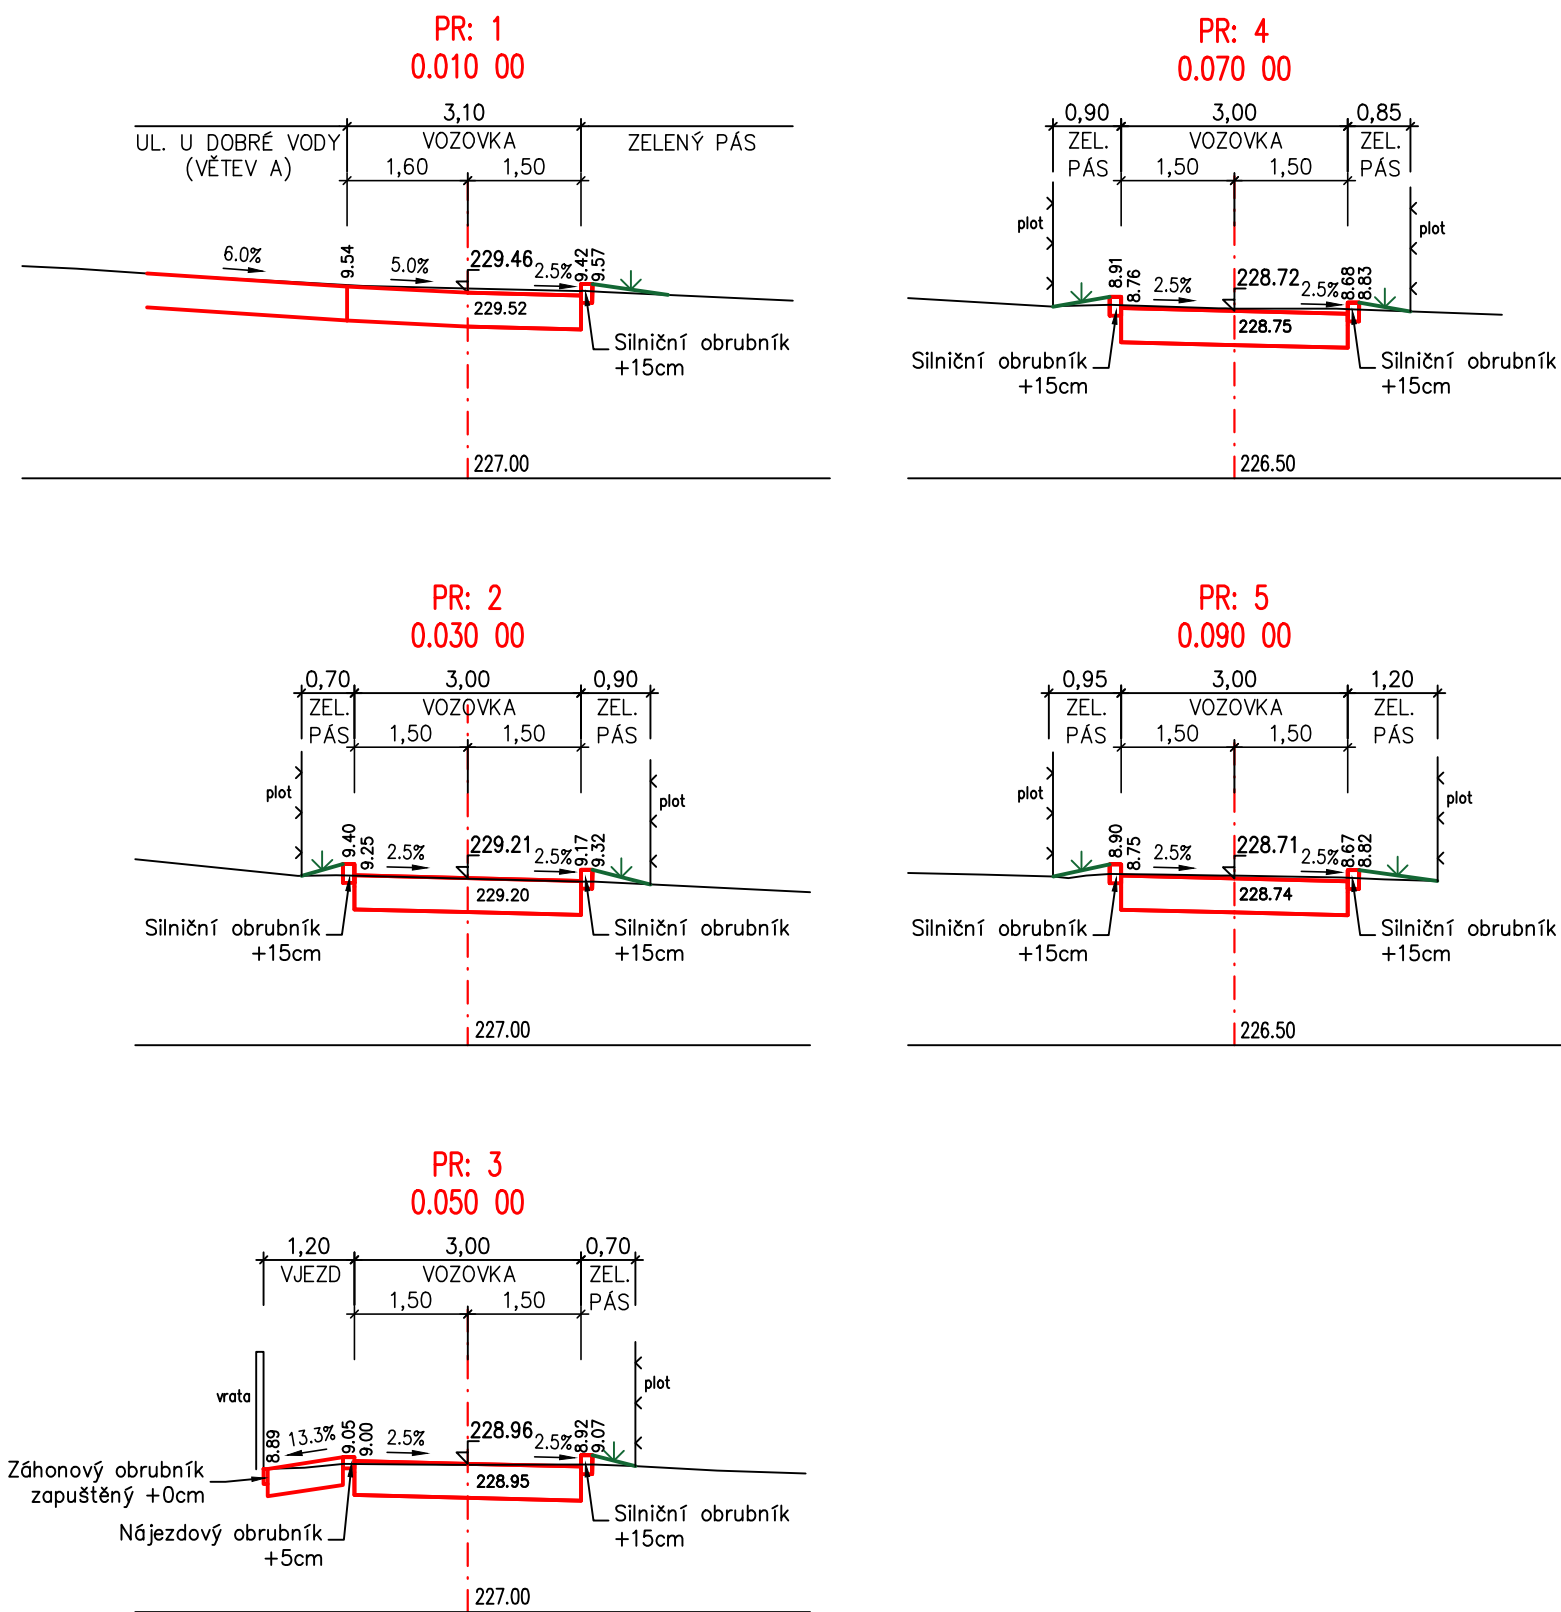 PR: 1
0.010 00
3,10
UL. U DOBRÉ VODY
(VĚTEV A)
VOZOVKA
ZELENÝ PÁS
1,60
1,50
6.0%
9.54
5.0%
229.46
2.5%
9.42
9.57
229.52
Silniční obrubník
+15cm
227.00
PR: 4
0.070 00
0,90
3,00
0,85
ZEL.
PÁS
VOZOVKA
ZEL.
PÁS
1,50
1,50
plot
plot
8.91
8.76
2.5%
228.72
2.5%
8.68
8.83
228.75
Silniční obrubník
+15cm
Silniční obrubník
+15cm
226.50
PR: 2
0.030 00
0,70
3,00
0,90
ZEL.
PÁS
VOZOVKA
ZEL.
PÁS
1,50
1,50
plot
plot
9.40
9.25
2.5%
229.21
2.5%
9.17
9.32
229.20
Silniční obrubník
+15cm
Silniční obrubník
+15cm
227.00
PR: 5
0.090 00
0,95
3,00
1,20
ZEL.
PÁS
VOZOVKA
ZEL.
PÁS
1,50
1,50
plot
plot
8.90
8.75
2.5%
228.71
2.5%
8.67
8.82
228.74
Silniční obrubník
+15cm
Silniční obrubník
+15cm
226.50
PR: 3
0.050 00
1,20
3,00
0,70
VJEZD
VOZOVKA
ZEL.
PÁS
1,50
1,50
vrata
plot
8.89
13.3%
9.05
9.00
2.5%
228.96
2.5%
8.92
9.07
228.95
Záhonový obrubník
zapuštěný +0cm
Nájezdový obrubník
+5cm
Silniční obrubník
+15cm
227.00